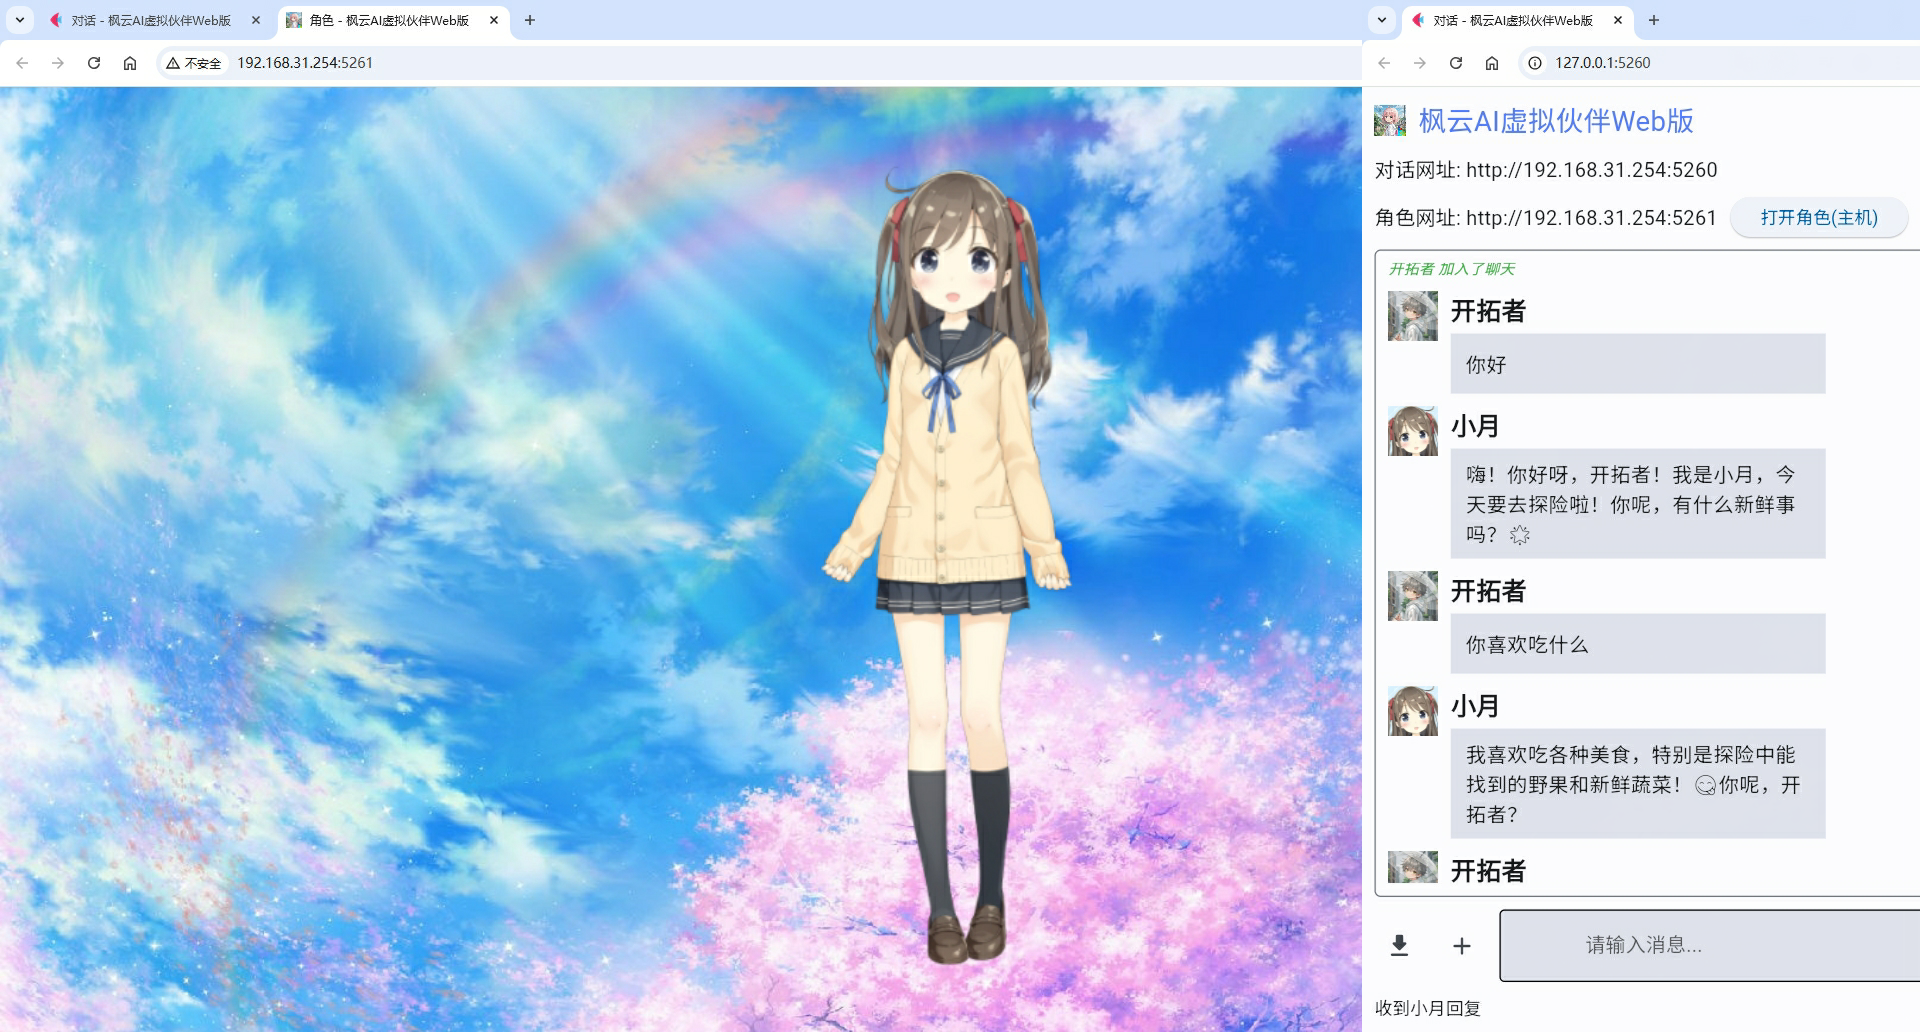 对话 - 枫云AI虚拟伙伴Web版
角色 - 枫云AI虚拟伙伴Web版
不安全
192.168.31.254:5261
对话 - 枫云AI虚拟伙伴Web版
127.0.0.1:5260
枫云AI虚拟伙伴Web版
对话网址: http://192.168.31.254:5260
角色网址: http://192.168.31.254:5261
打开角色(主机)
开拓者 加入了聊天
开拓者
你好
小月
嗨！你好呀，开拓者！我是小月，今
天要去探险啦！你呢，有什么新鲜事
吗？🌟
开拓者
你喜欢吃什么
小月
我喜欢吃各种美食，特别是探险中能
找到的野果和新鲜蔬菜！😋你呢，开
拓者？
开拓者
请输入消息...
收到小月回复